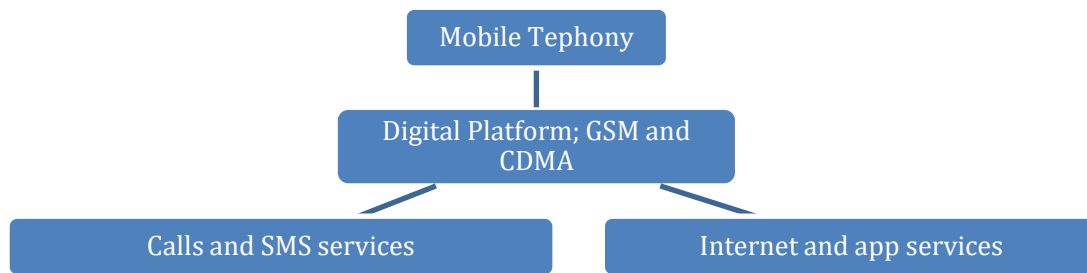 Mobile Tephony
Digital Platform; GSM and
CDMA
Calls and SMS services
Internet and app services